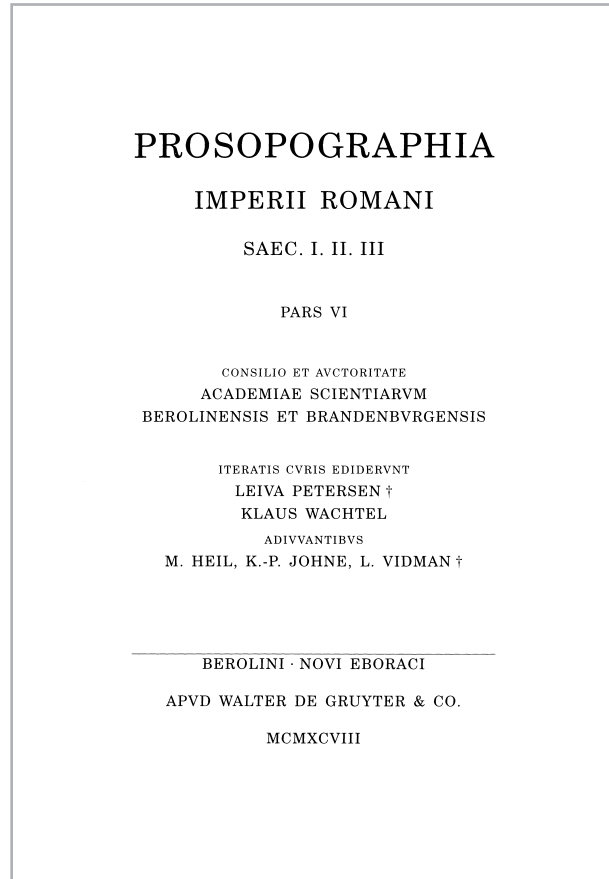 PROSOPOGRAPHIA
IMPERII ROMANI
SAEC. I. II. III
PARS VI
CONSILIO ET AVCTORITATE
ACADEMIAE SCIENTIARVM
BEROLINENSIS ET BRANDENBVRGENSIS
ITERATIS CVRIS EDIDERVNT
LEIVA PETERSEN †
KLAUS WACHTEL
ADIVVANTIBVS
M. HEIL, K.-P. JOHNE, L. VIDMAN †
BEROLINI · NOVI EBORACI
APVD WALTER DE GRUYTER & CO.
MCMXCVIII